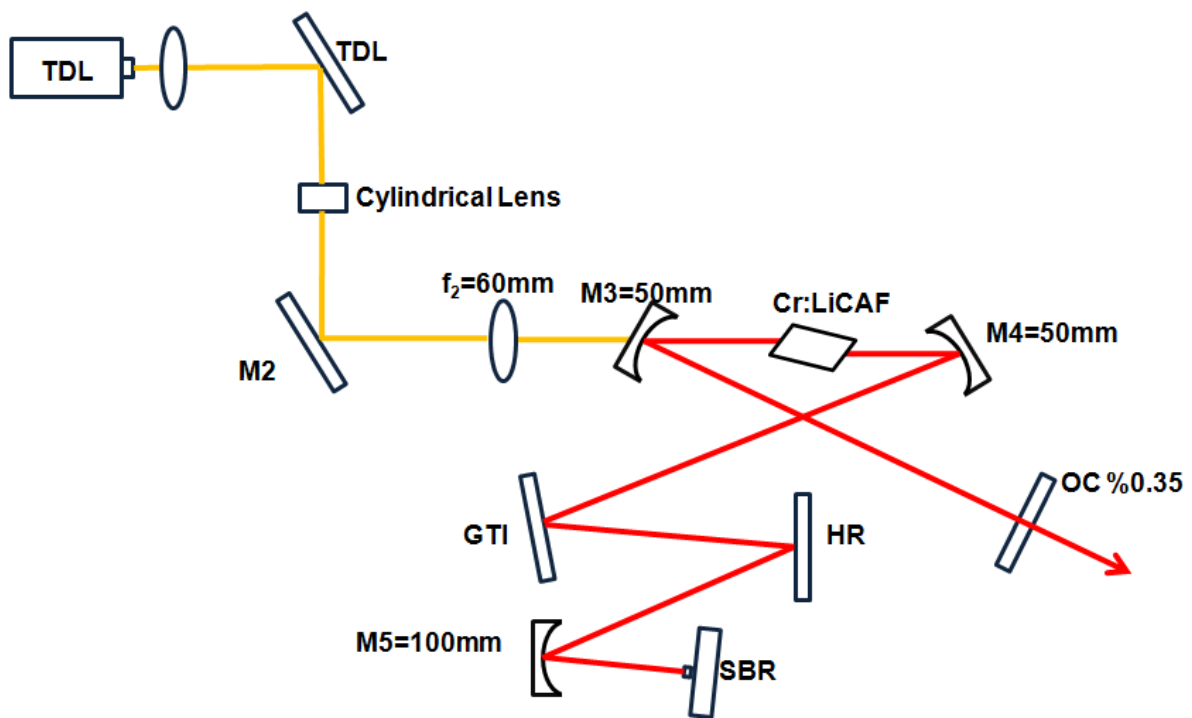 TDL
TDL
Cylindrical Lens
f₂=60mm
M3=50mm
Cr:LiCAF
M4=50mm
M2
OC %0.35
GTI
HR
M5=100mm
SBR